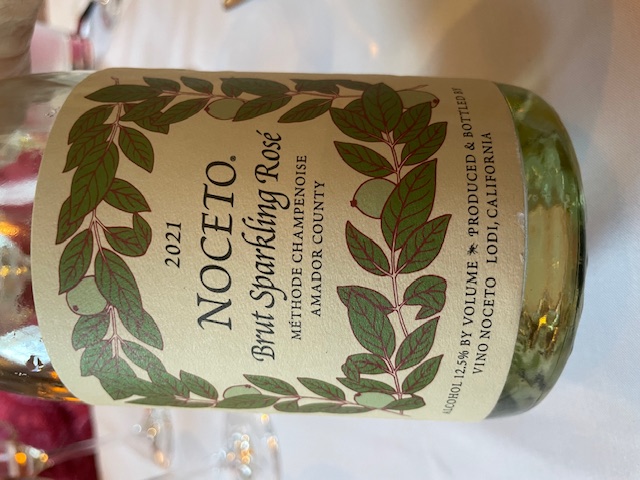 2021
NOCETO.
Brut Sparkling Rosé
MÉTHODE CHAMPENOISE
AMADOR COUNTY
ALCOHOL 12.5% BY VOLUME ✷ PRODUCED & BOTTLED BY
VINO NOCETO LODI, CALIFORNIA